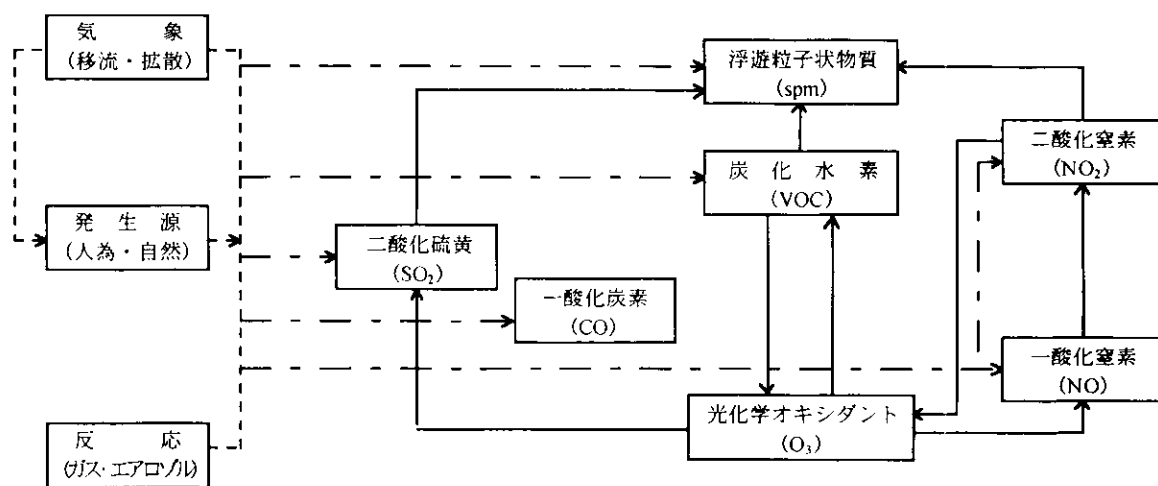 気 象
(移流・拡散)
浮遊粒子状物質
(spm)
二酸化窒素
(NO₂)
炭 化 水 素
(VOC)
発 生 源
(人為・自然)
二酸化硫黄
(SO₂)
一酸化炭素
(CO)
一酸化窒素
(NO)
光化学オキシダント
(O₃)
反 応
(ガス・エアロゾル)